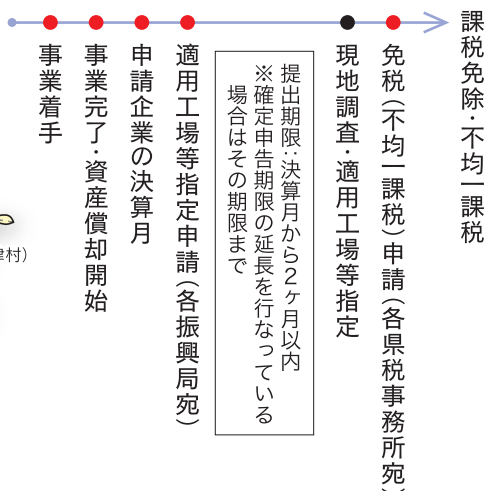 事業着手
事業完了・資産償却開始
申請企業の決算月
適用工場等指定申請（各振興局宛）
提出期限：決算月から2ヶ月以内
※確定申告期限の延長を行なっている
場合はその期限まで
現地調査・適用工場等指定
免税（不均一課税）申請（各県税事務所宛）
課税免除・不均一課税
津村）